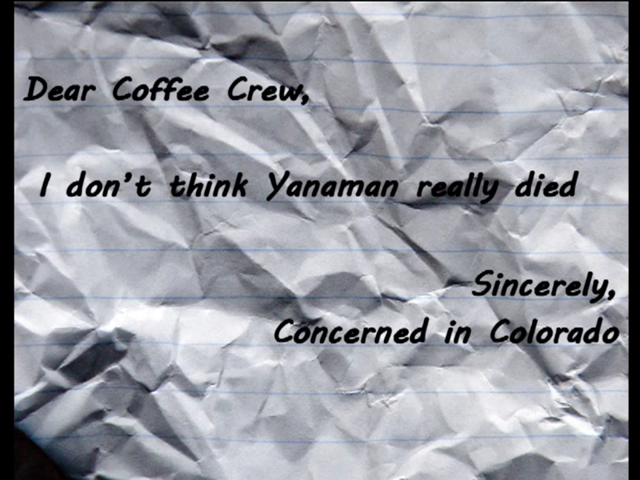 Dear Coffee Crew,
I don't think Yanaman really died
Sincerely,
Concerned in Colorado